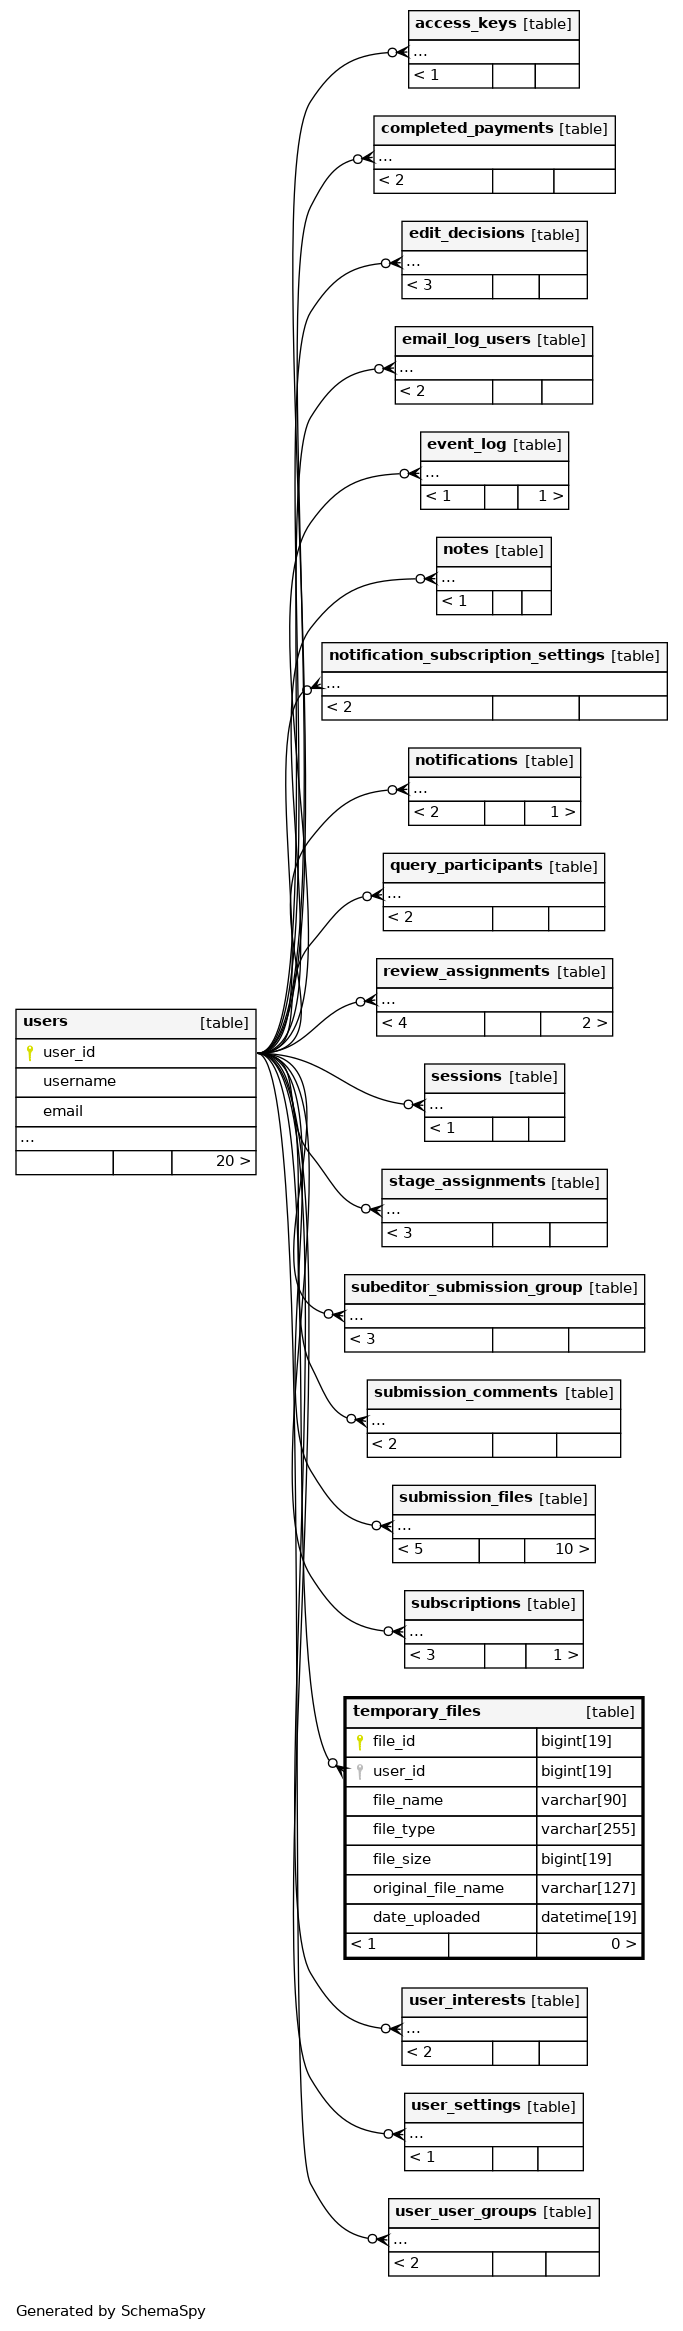 access_keys [table]
...
< 1
completed_payments [table]
...
< 2
edit_decisions [table]
...
< 3
email_log_users [table]
...
< 2
event_log [table]
...
< 1 1 >
notes [table]
...
< 1
notification_subscription_settings [table]
...
< 2
notifications [table]
...
< 2 1 >
query_participants [table]
...
< 2
review_assignments [table]
...
< 4 2 >
users [table]
user_id
username
email
...
20 >
sessions [table]
...
< 1
stage_assignments [table]
...
< 3
subeditor_submission_group [table]
...
< 3
submission_comments [table]
...
< 2
submission_files [table]
...
< 5 10 >
subscriptions [table]
...
< 3 1 >
temporary_files [table]
file_id bigint[19]
user_id bigint[19]
file_name varchar[90]
file_type varchar[255]
file_size bigint[19]
original_file_name varchar[127]
date_uploaded datetime[19]
< 1 0 >
user_interests [table]
...
< 2
user_settings [table]
...
< 1
user_user_groups [table]
...
< 2
Generated by SchemaSpy